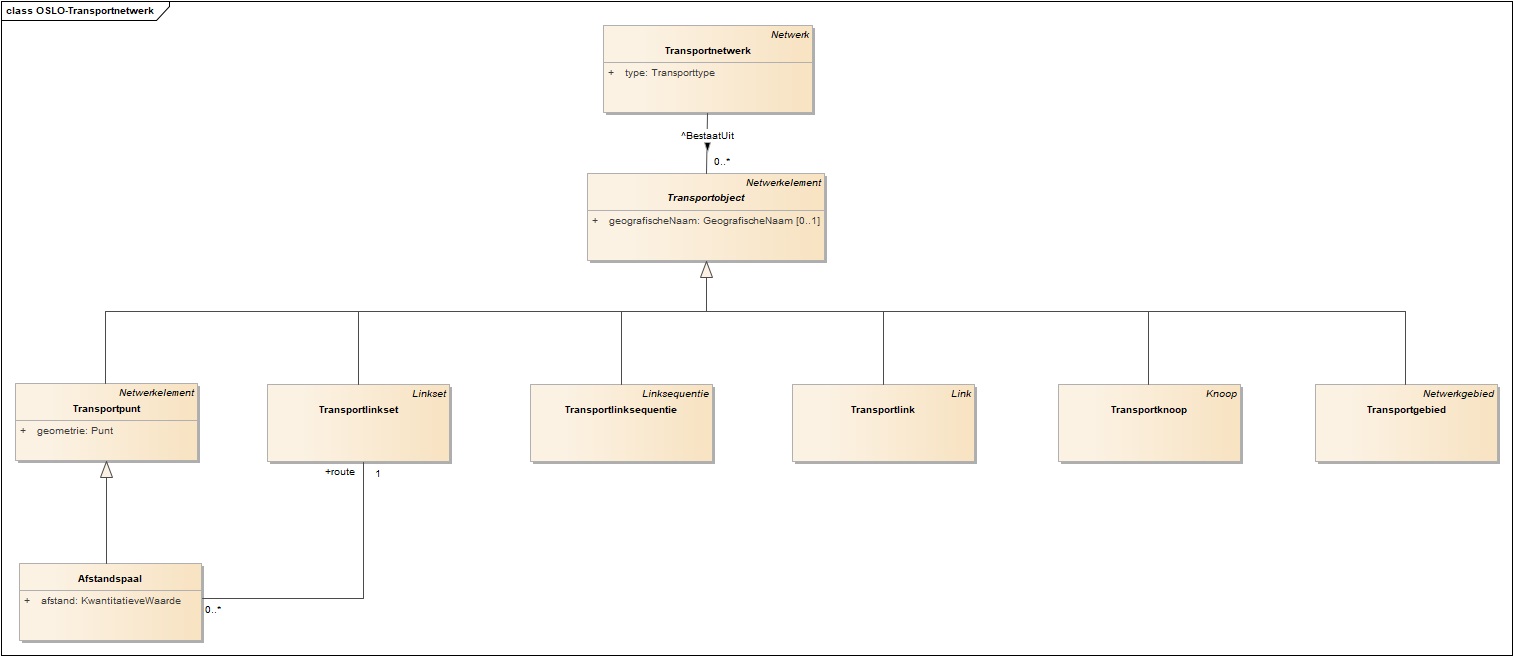 class OSLO-Transportnetwerk
Netwerk
Transportnetwerk
+ type: Transporttype
^BestaatUit
0..*
Netwerkelement
Transportobject
+ geografischeNaam: GeografischeNaam [0..1]
Netwerkelement
Transportpunt
+ geometrie: Punt
Linkset
Transportlinkset
Linksequentie
Transportlinksequentie
Link
Transportlink
Knoop
Transportknoop
Netwerkgebied
Transportgebied
+route
1
Afstandspaal
+ afstand: KwantitatieveWaarde
0..*